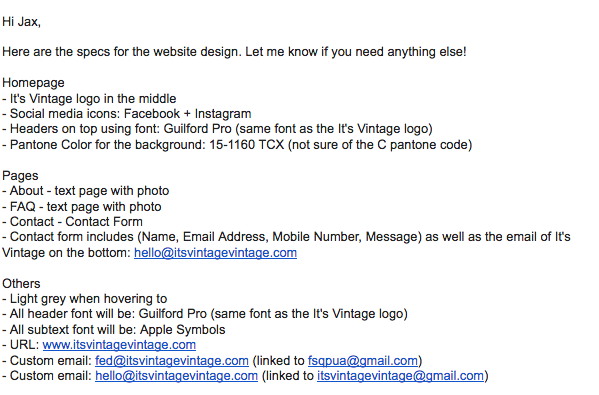 Hi Jax,
Here are the specs for the website design. Let me know if you need anything else!
Homepage
- It's Vintage logo in the middle
- Social media icons: Facebook + Instagram
- Headers on top using font: Guilford Pro (same font as the It's Vintage logo)
- Pantone Color for the background: 15-1160 TCX (not sure of the C pantone code)
Pages
- About - text page with photo
- FAQ - text page with photo
- Contact - Contact Form
- Contact form includes (Name, Email Address, Mobile Number, Message) as well as the email of It's
Vintage on the bottom: hello@itsvintagevintage.com
Others
- Light grey when hovering to
- All header font will be: Guilford Pro (same font as the It's Vintage logo)
- All subtext font will be: Apple Symbols
- URL: www.itsvintagevintage.com
- Custom email: fed@itsvintagevintage.com (linked to fsqpua@gmail.com)
- Custom email: hello@itsvintagevintage.com (linked to itsvintagevintage@gmail.com)